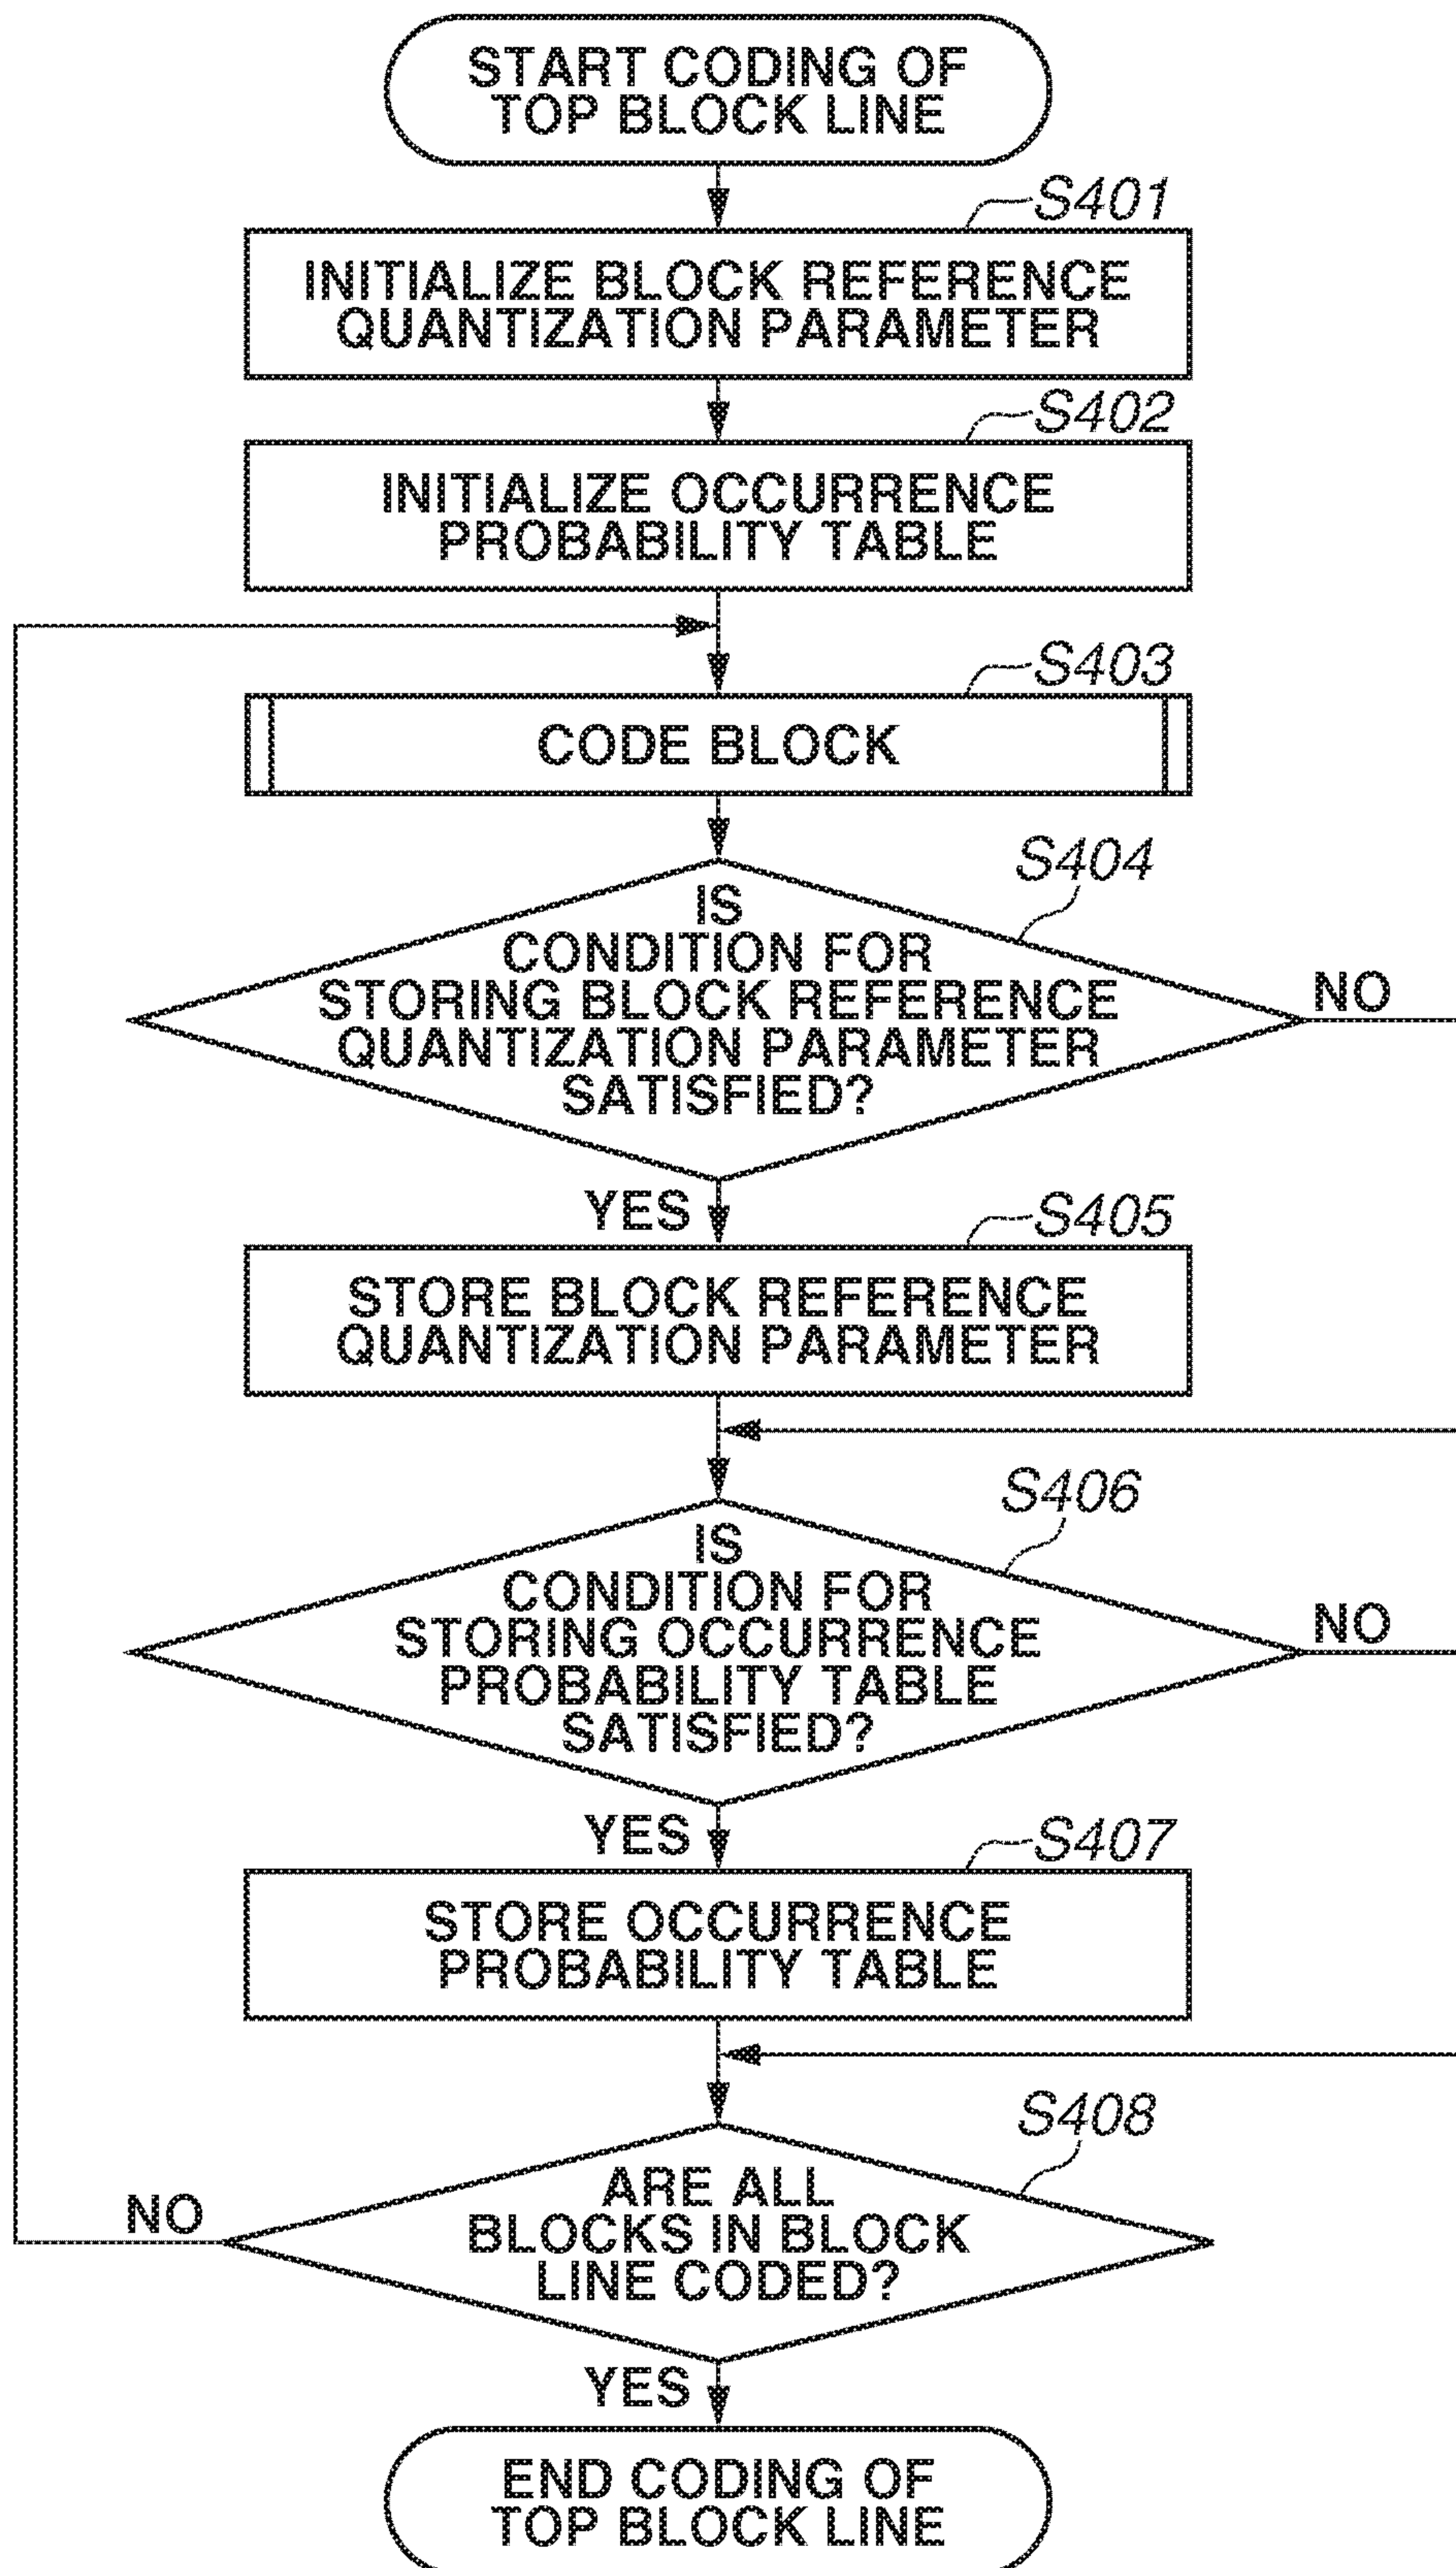 START CODING OF
TOP BLOCK LINE
S401
INITIALIZE BLOCK REFERENCE
QUANTIZATION PARAMETER
S402
INITIALIZE OCCURRENCE
PROBABILITY TABLE
S403
CODE BLOCK
S404
IS
CONDITION FOR
STORING BLOCK REFERENCE
QUANTIZATION PARAMETER
SATISFIED?
NO
YES
S405
STORE BLOCK REFERENCE
QUANTIZATION PARAMETER
S406
IS
CONDITION FOR
STORING OCCURRENCE
PROBABILITY TABLE
SATISFIED?
NO
YES
S407
STORE OCCURRENCE
PROBABILITY TABLE
S408
ARE ALL
BLOCKS IN BLOCK
LINE CODED?
NO
YES
END CODING OF
TOP BLOCK LINE